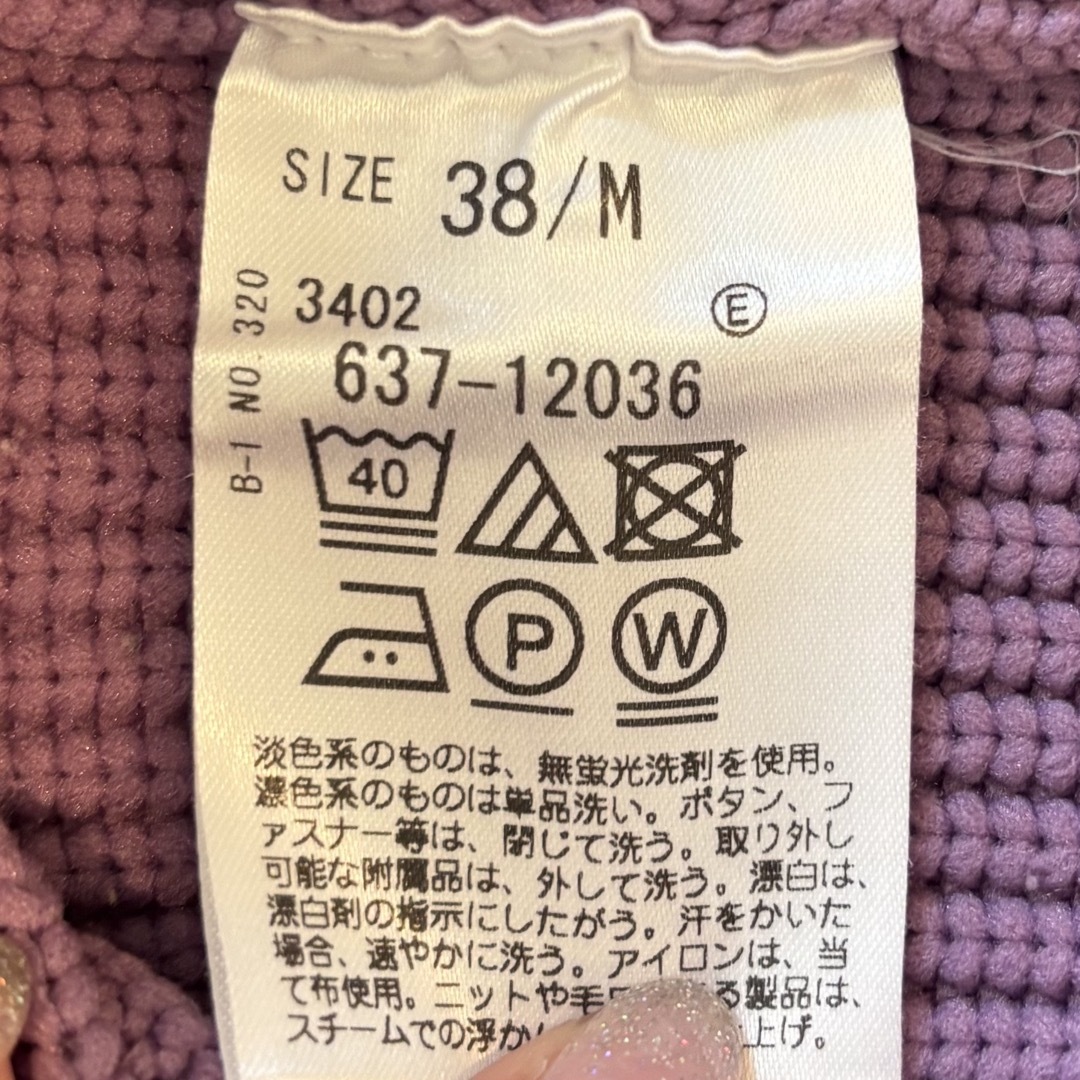 SIZE 38/M
B-1 NO.320
3402 E
637-12036
40
P W
淡色系のものは、無蛍光洗剤を使用。
濃色系のものは単品洗い。ボタン、フ
ァスナー等は、閉じて洗う。取り外し
可能な附属品は、外して洗う。漂白は、
漂白剤の指示にしたがう。汗をかいた
場合、速やかに洗う。アイロンは、当
て布使用。ニットや毛 る製品は、
スチームでの浮か 上げ。